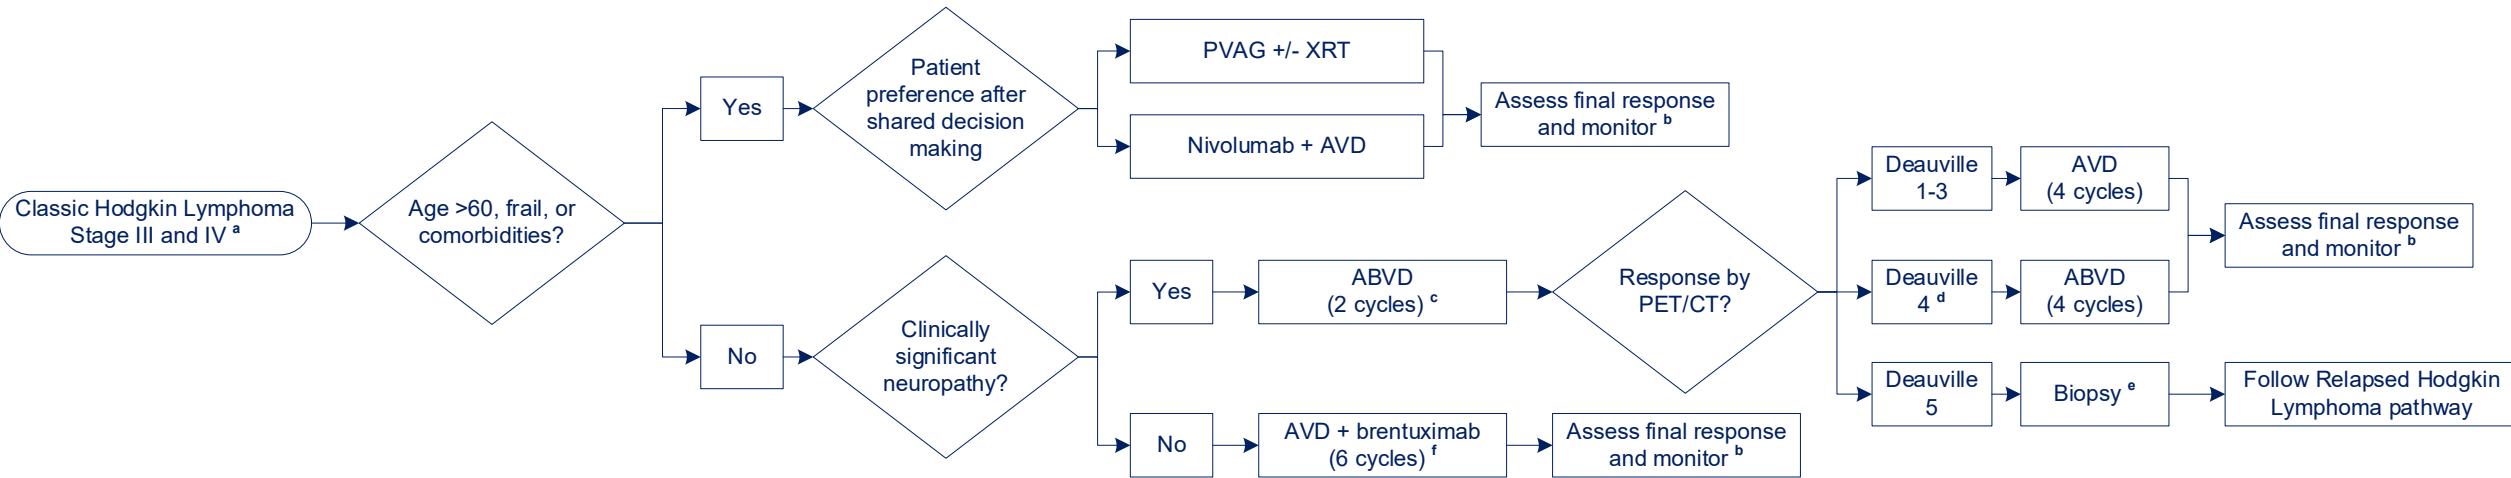 Classic Hodgkin Lymphoma
Stage III and IV a
Age >60, frail, or
comorbidities?
Yes
Patient
preference after
shared decision
making
PVAG +/- XRT
Nivolumab + AVD
Assess final response
and monitor b
No
Clinically
significant
neuropathy?
Yes
ABVD
(2 cycles) c
Response by
PET/CT?
Deauville
1-3
AVD
(4 cycles)
Deauville
4 d
ABVD
(4 cycles)
Assess final response
and monitor b
Deauville
5
Biopsy e
Follow Relapsed Hodgkin
Lymphoma pathway
No
AVD + brentuximab
(6 cycles) f
Assess final response
and monitor b